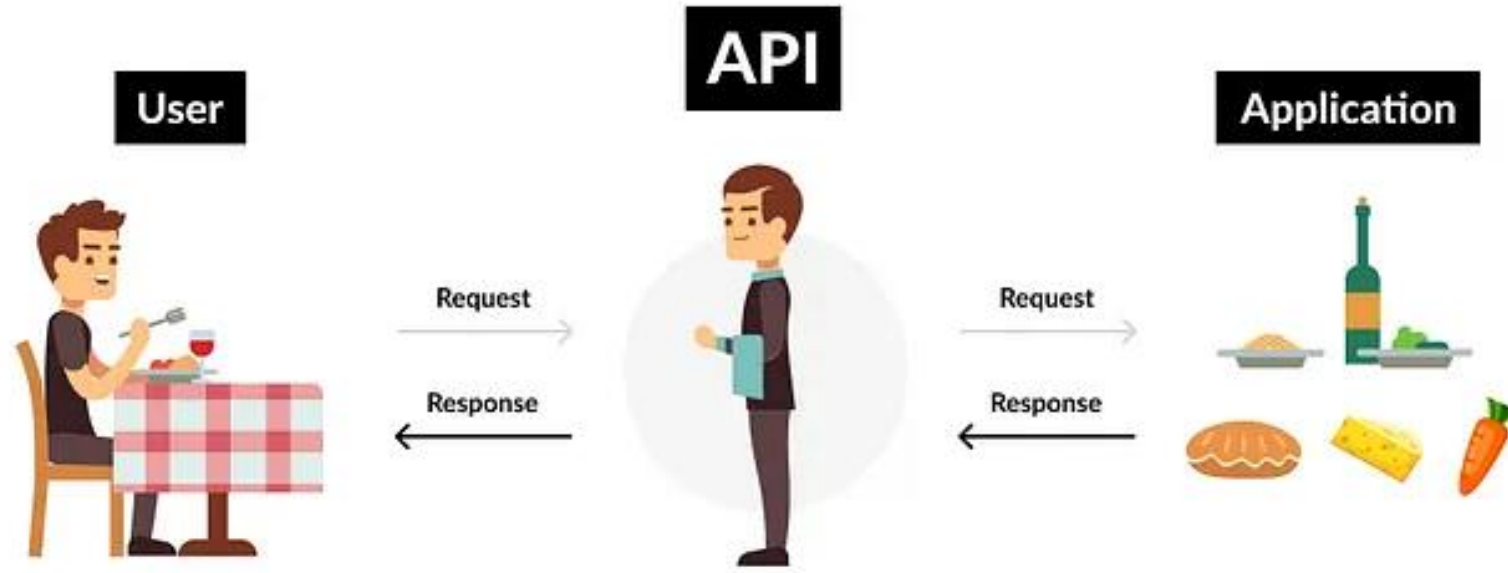 API
User
Application
Request
Request
Response
Response